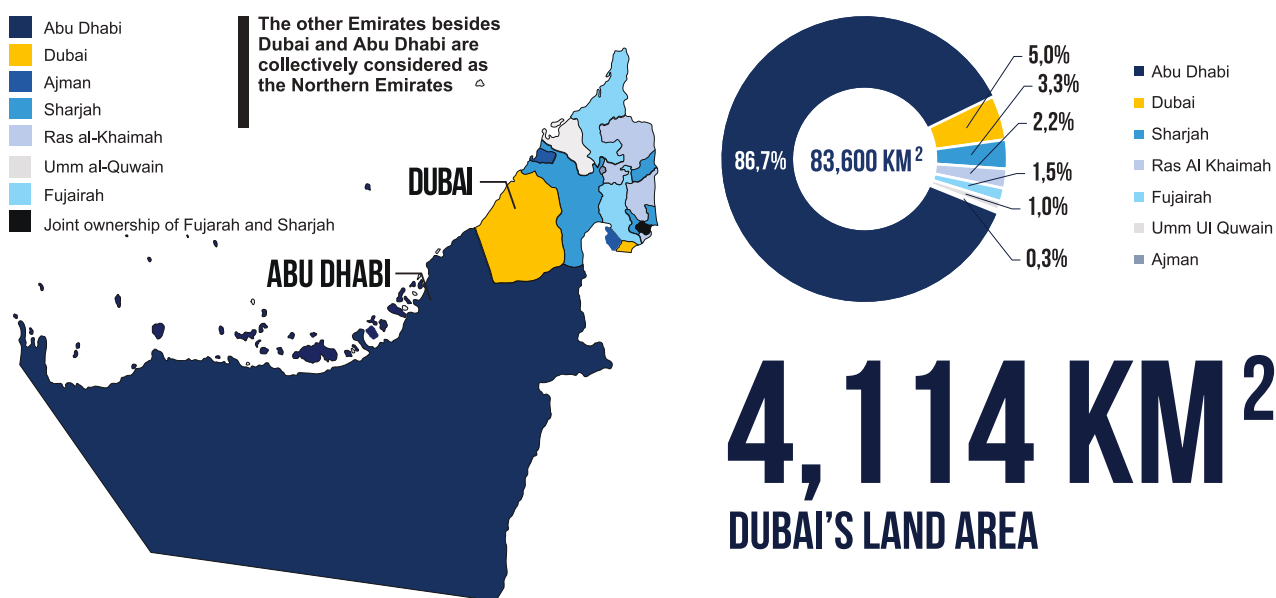 Abu Dhabi
Dubai
Ajman
Sharjah
Ras al-Khaimah
Umm al-Quwain
Fujairah
Joint ownership of Fujarah and Sharjah
The other Emirates besides
Dubai and Abu Dhabi are
collectively considered as
the Northern Emirates
DUBAI
ABU DHABI
86,7%
83,600 KM²
5,0%
3,3%
2,2%
1,5%
1,0%
0,3%
Abu Dhabi
Dubai
Sharjah
Ras Al Khaimah
Fujairah
Umm Ul Quwain
Ajman
4,114 KM²
DUBAI'S LAND AREA